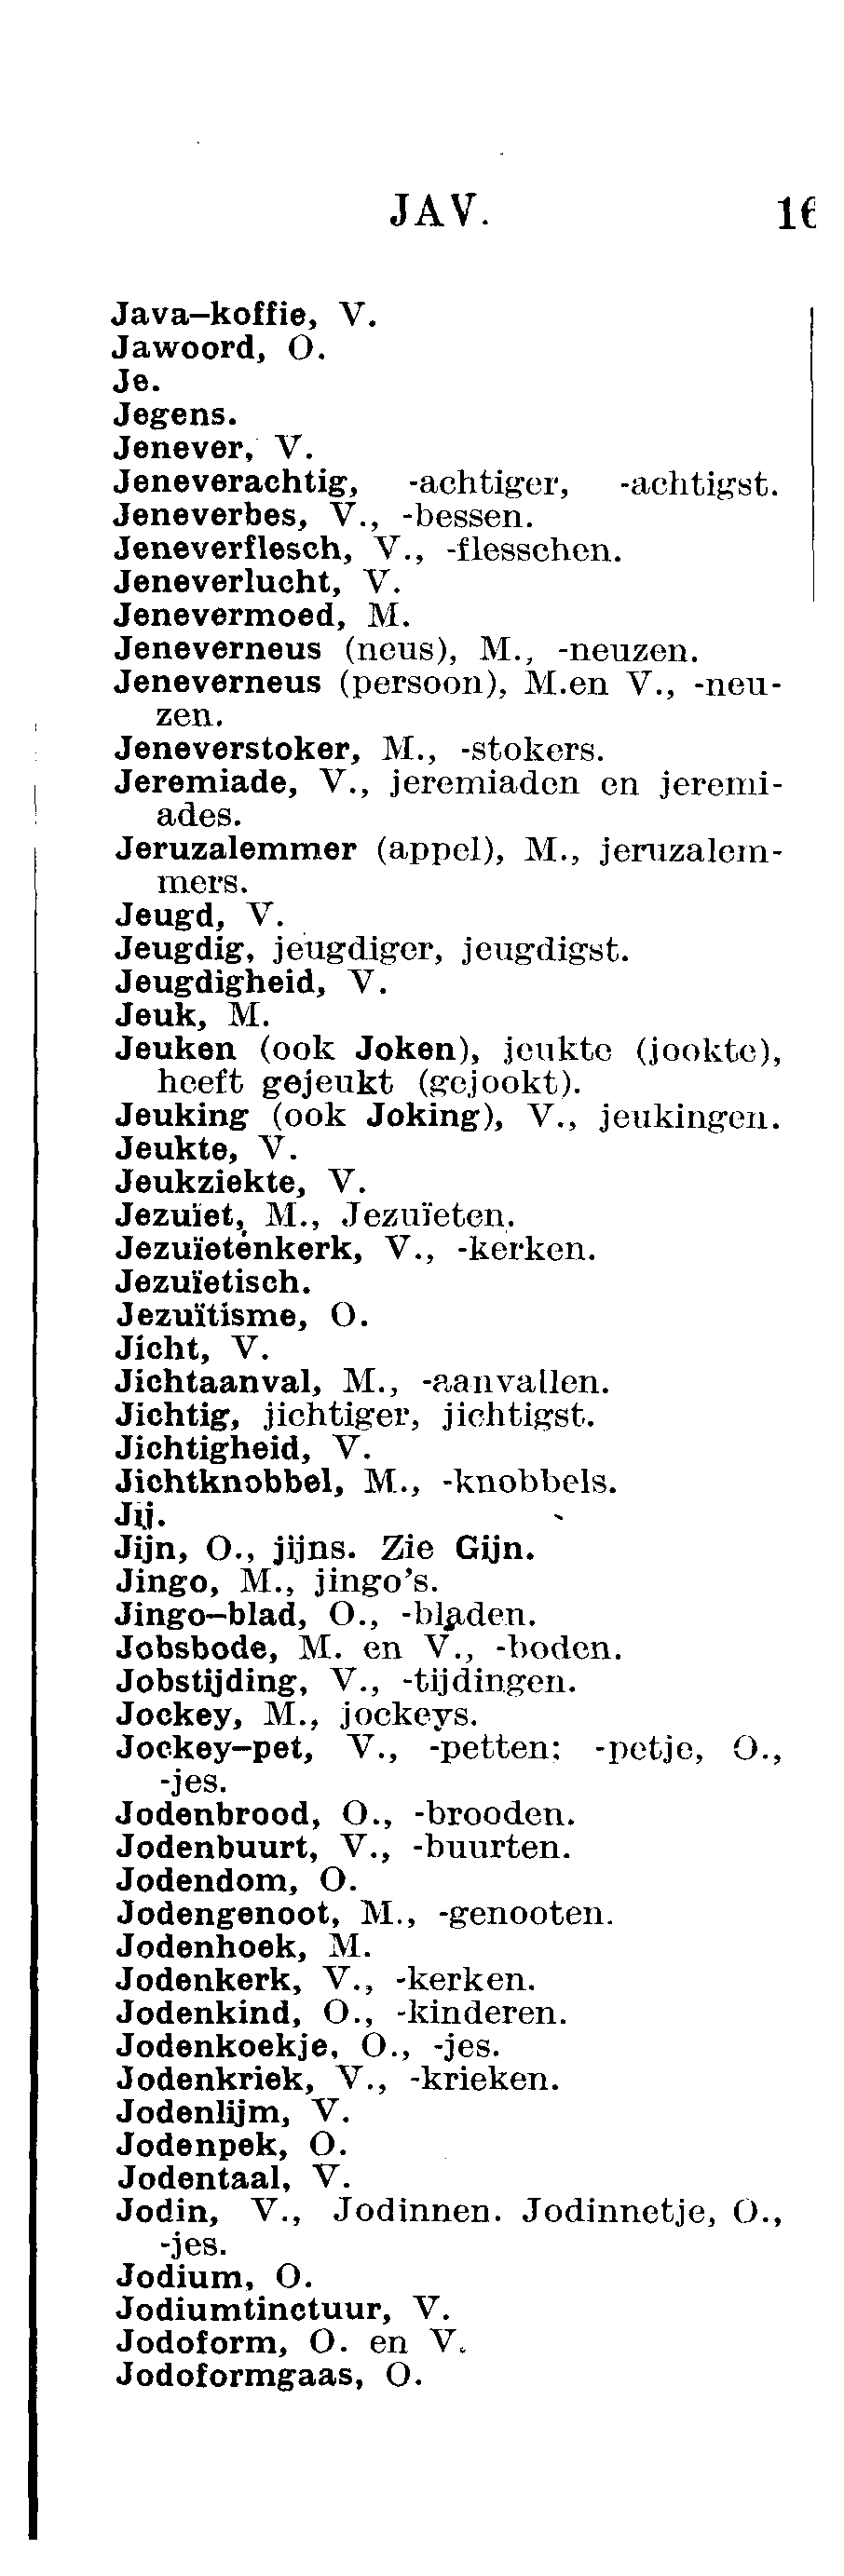 JAV.
Java–koffie, V.
Jawoord, O.
Je.
Jegens.
Jenever, V.
Jeneverachtig, -achtiger, -achtigst.
Jeneverbes, V., -bessen.
Jeneverflesch, V., -flesschen.
Jeneverlucht, V.
Jenevermoed, M.
Jeneverneus (neus), M., -neuzen.
Jeneverneus (persoon), M.en V., -neu-
zen.
Jeneverstoker, M., -stokers.
Jeremiade, V., jeremiaden en jeremi-
ades.
Jeruzalemmer (appel), M., jeruzalem-
mers.
Jeugd, V.
Jeugdig, jeugdiger, jeugdigst.
Jeugdigheid, V.
Jeuk, M.
Jeuken (ook Joken), jeukte (jookte),
heeft gejeukt (gejookt).
Jeuking (ook Joking), V., jeukingen.
Jeukte, V.
Jeukziekte, V.
Jezuïet, M., Jezuïeten.
Jezuïetenkerk, V., -kerken.
Jezuïetisch.
Jezuïtisme, O.
Jicht, V.
Jichtaanval, M., -aanvallen.
Jichtig, jichtiger, jichtigst.
Jichtigheid, V.
Jichtknobbel, M., -knobbels.
Jij.
Jijn, O., jijns. Zie Gijn.
Jingo, M., jingo's.
Jingo–blad, O., -bladen.
Jobsbode, M. en V., -boden.
Jobstijding, V., -tijdingen.
Jockey, M., jockeys.
Jockey–pet, V., -petten; -petje, O.,
-jes.
Jodenbrood, O., -brooden.
Jodenbuurt, V., -buurten.
Jodendom, O.
Jodengenoot, M., -genooten.
Jodenhoek, M.
Jodenkerk, V., -kerken.
Jodenkind, O., -kinderen.
Jodenkoekje, O., -jes.
Jodenkriek, V., -krieken.
Jodenlijm, V.
Jodenpek, O.
Jodentaal, V.
Jodin, V., Jodinnen. Jodinnetje, O.,
-jes.
Jodium, O.
Jodiumtinctuur, V.
Jodoform, O. en V.
Jodoformgaas, O.